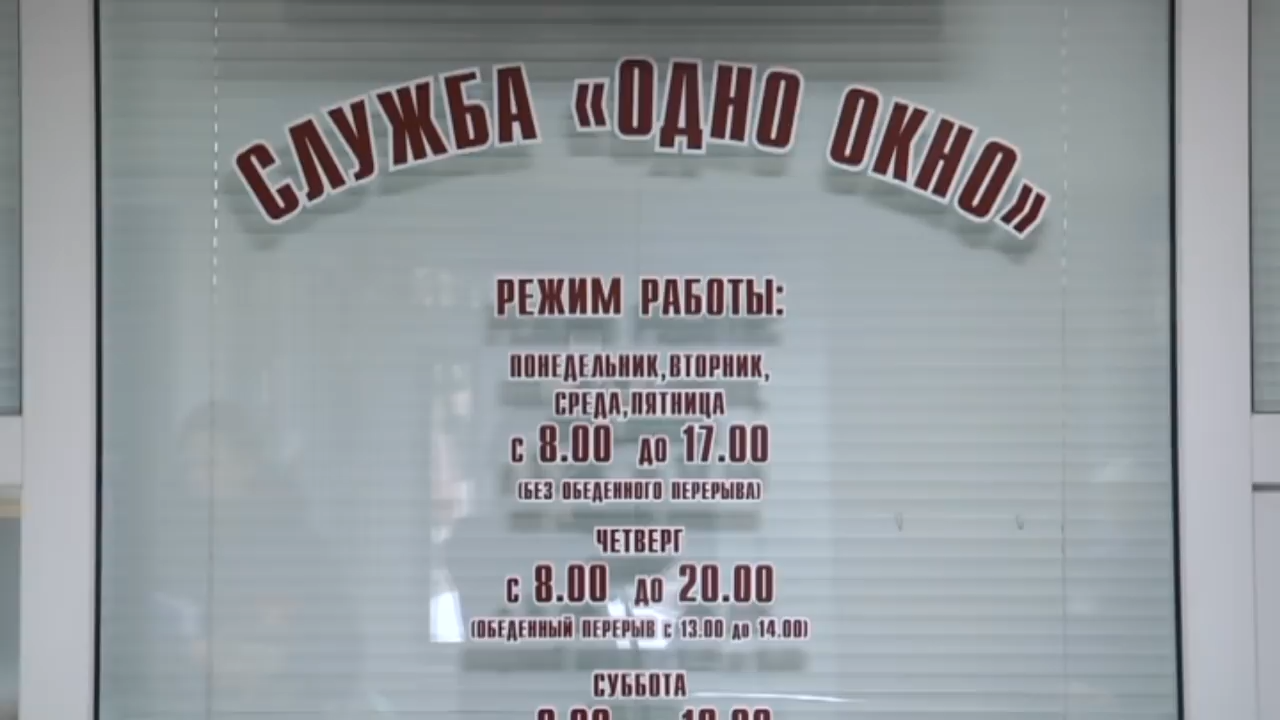 СЛУЖБА «ОДНО ОКНО»
РЕЖИМ РАБОТЫ:
ПОНЕДЕЛЬНИК,ВТОРНИК,
СРЕДА,ПЯТНИЦА
с 8.00 до 17.00
(БЕЗ ОБЕДЕННОГО ПЕРЕРЫВА)
ЧЕТВЕРГ
с 8.00 до 20.00
(ОБЕДЕННЫЙ ПЕРЕРЫВ с 13.00 до 14.00)
СУББОТА